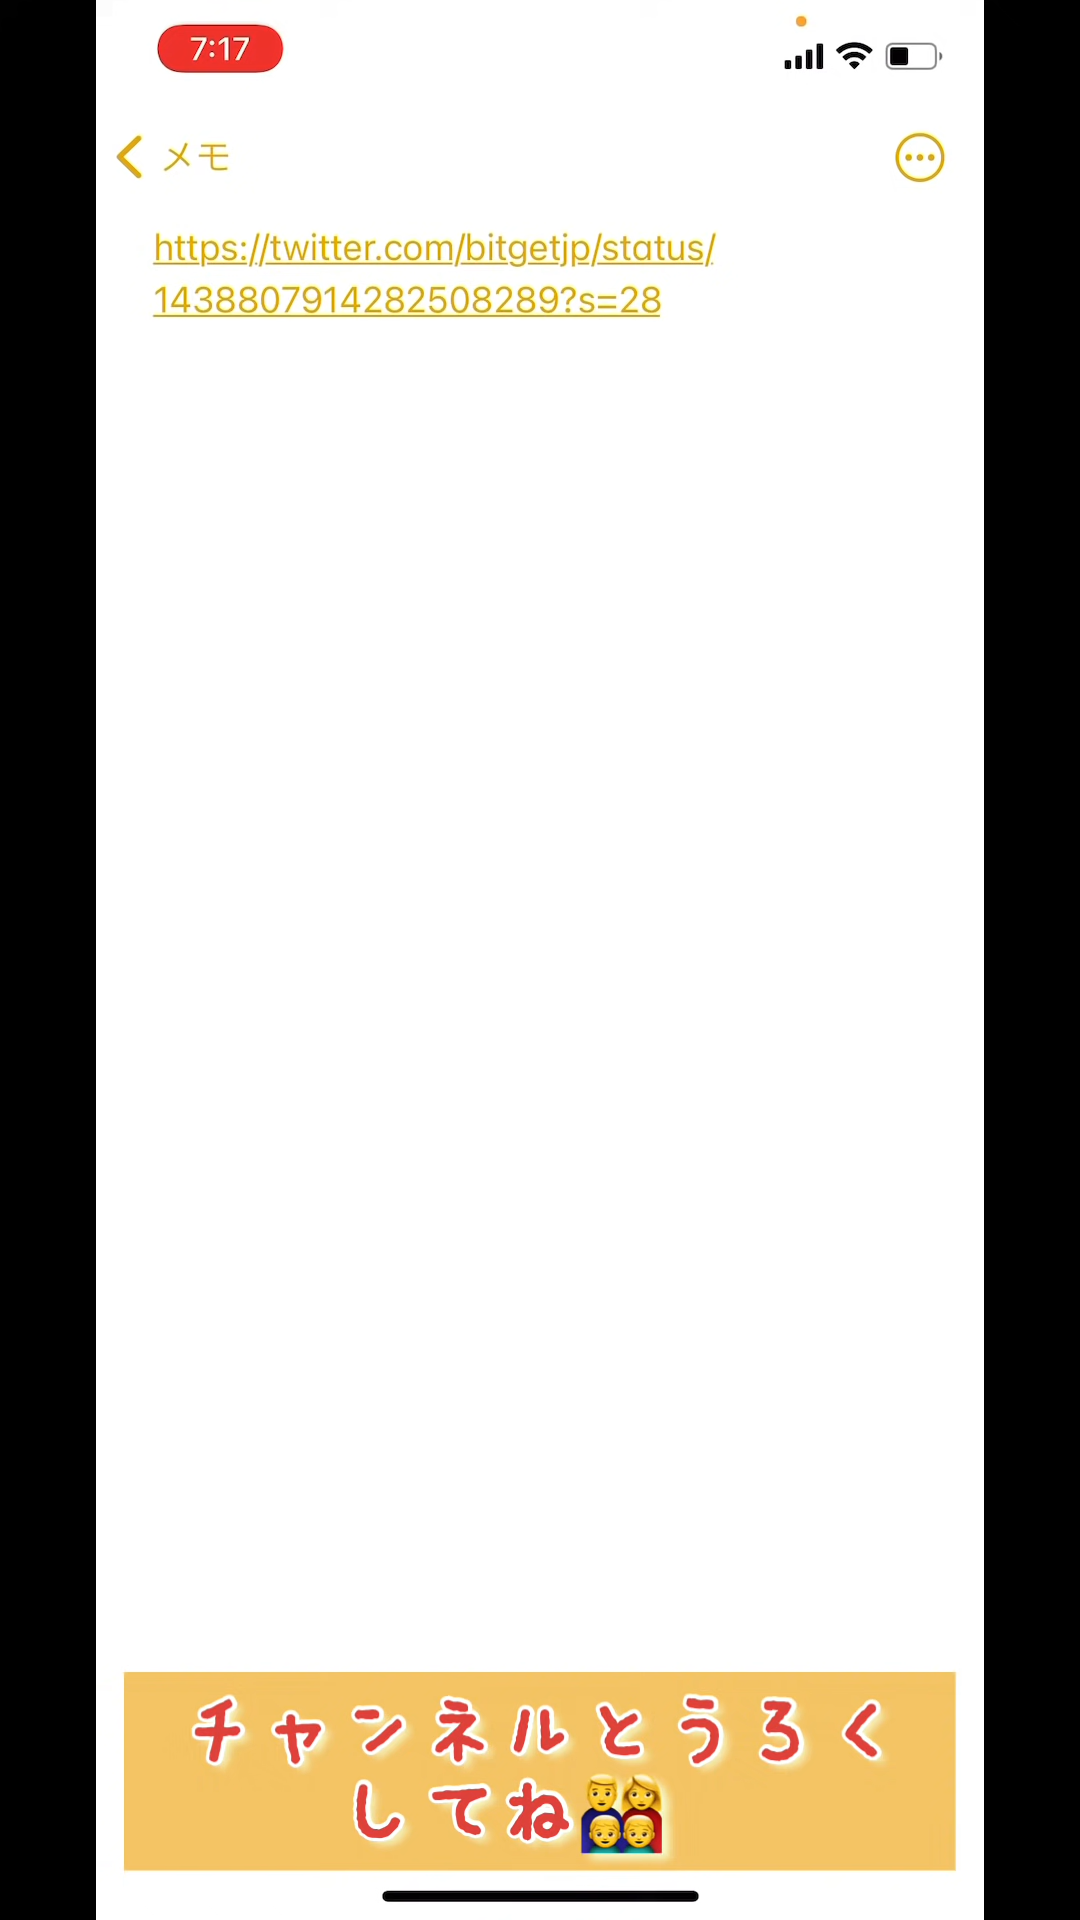 7:17
メモ
https://twitter.com/bitgetjp/status/
1438807914282508289?s=28
チャンネルとうろく
してね👨‍👩‍👦‍👦